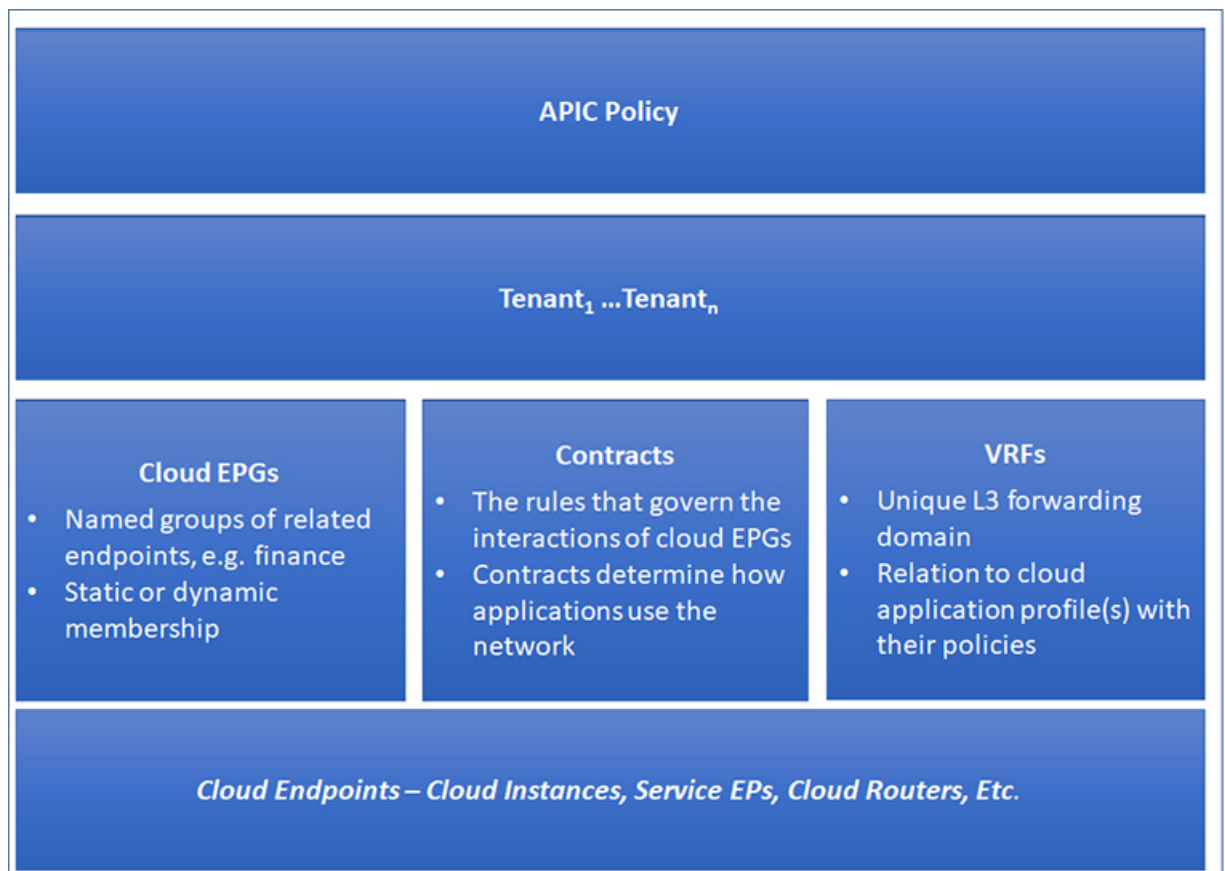 APIC Policy
Tenant₁ ...Tenantₙ
Cloud EPGs
• Named groups of related
endpoints, e.g. finance
• Static or dynamic
membership
Contracts
• The rules that govern the
interactions of cloud EPGs
• Contracts determine how
applications use the
network
VRFs
• Unique L3 forwarding
domain
• Relation to cloud
application profile(s) with
their policies
Cloud Endpoints – Cloud Instances, Service EPs, Cloud Routers, Etc.